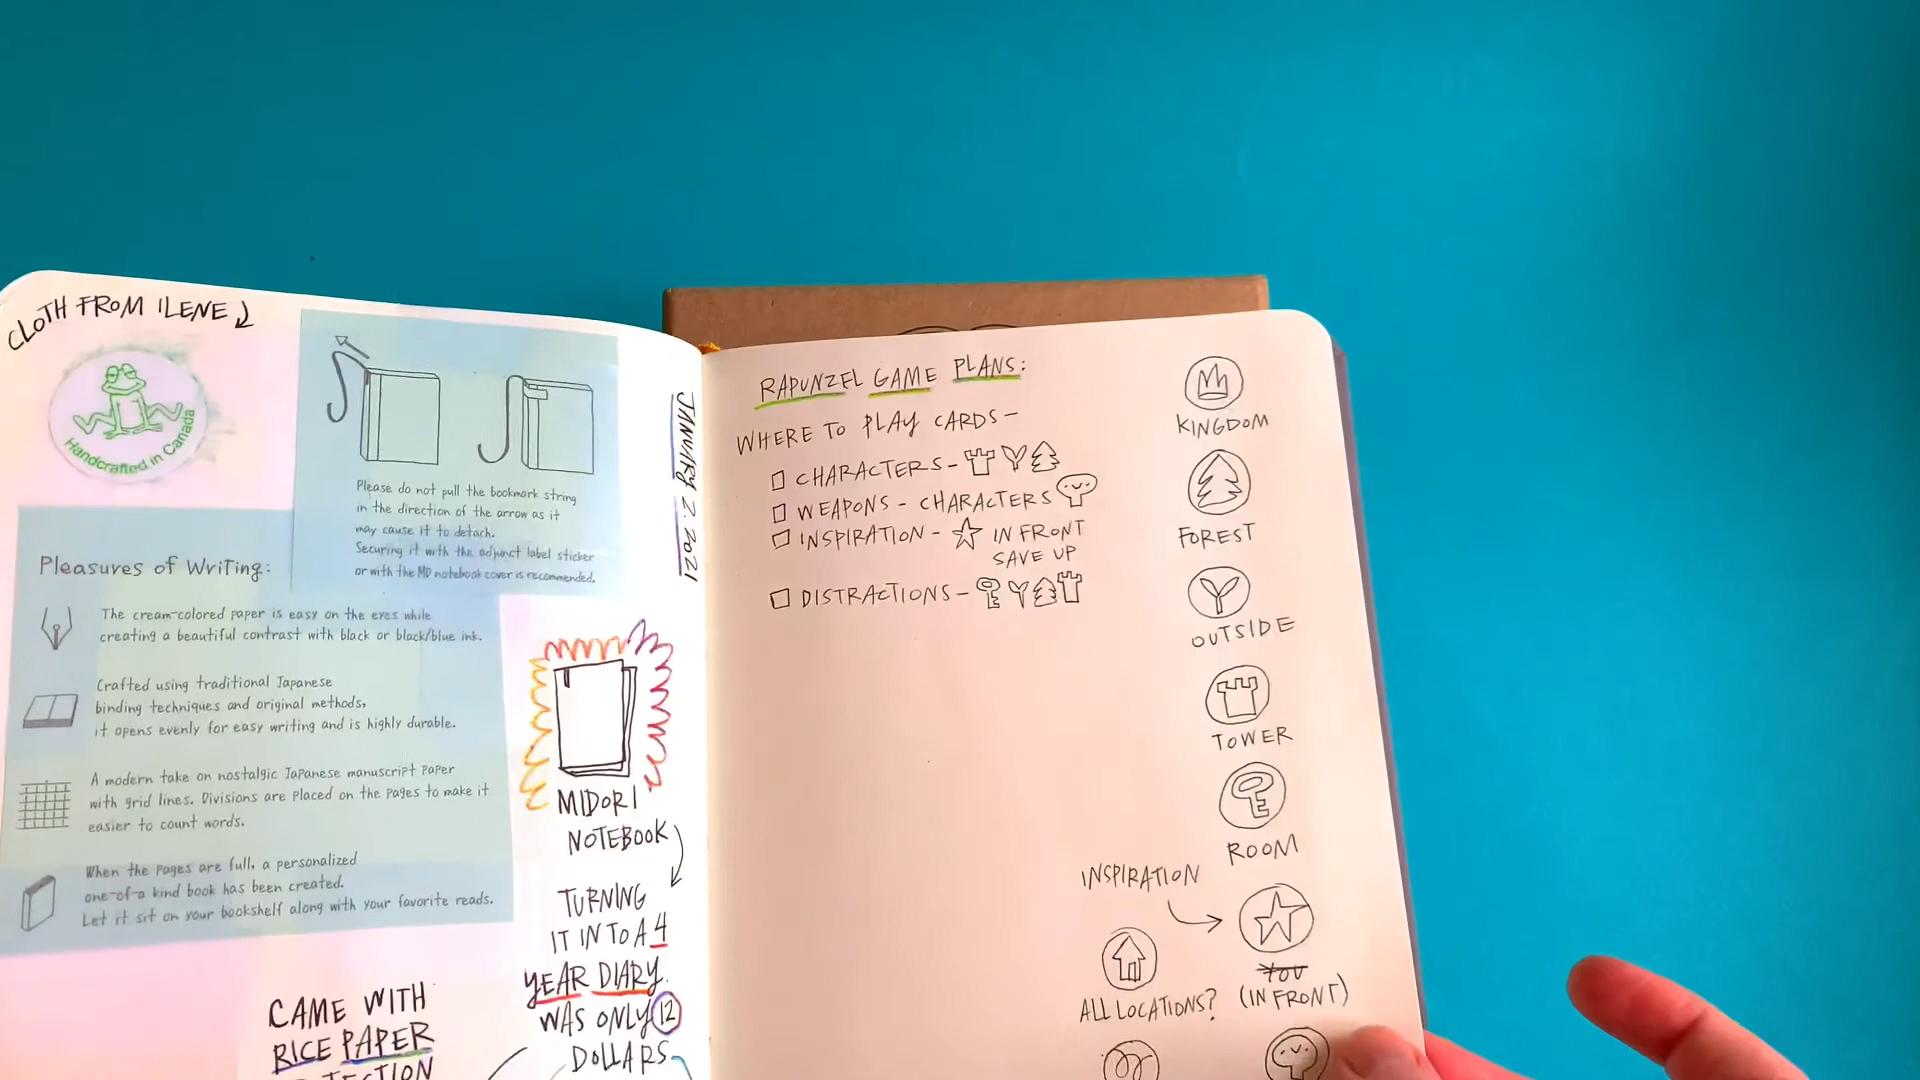 CLOTH FROM ILENE
Handcrafted in Canada
Please do not pull the bookmark string
in the direction of the arrow as it
may cause it to detach.
Securing it with the adjunct label sticker
or with the MD notebook cover is recommended.
Pleasures of Writing:
The cream-colored paper is easy on the eyes while
creating a beautiful contrast with black or black/blue ink.
Crafted using traditional Japanese
binding techniques and original methods,
it opens evenly for easy writing and is highly durable.
A modern take on nostalgic Japanese manuscript paper
with grid lines. Divisions are placed on the pages to make it
easier to count words.
When the pages are full, a personalized
one-of-a kind book has been created.
Let it sit on your bookshelf along with your favorite reads.
JANUARY 2. 2021
MIDORI
NOTEBOOK
TURNING
IT INTO A 4
YEAR DIARY.
WAS ONLY 12
DOLLARS
CAME WITH
RICE PAPER
RAPUNZEL GAME PLANS:
WHERE TO PLAY CARDS-
CHARACTERS-
WEAPONS - CHARACTERS
INSPIRATION - IN FRONT
SAVE UP
DISTRACTIONS-
KINGDOM
FOREST
OUTSIDE
TOWER
ROOM
INSPIRATION
YOU
(IN FRONT)
ALL LOCATIONS?